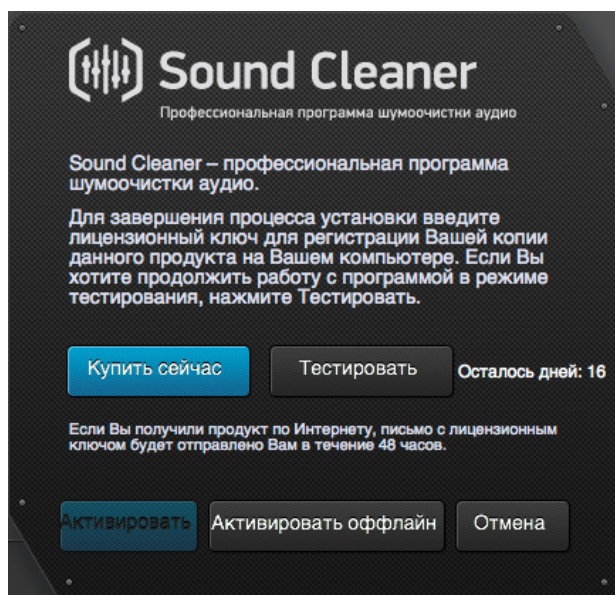 Sound Cleaner
Профессиональная программа шумоочистки аудио
Sound Cleaner – профессиональная программа
шумоочистки аудио.
Для завершения процесса установки введите
лицензионный ключ для регистрации Вашей копии
данного продукта на Вашем компьютере. Если Вы
хотите продолжить работу с программой в режиме
тестирования, нажмите Тестировать.
Купить сейчас Тестировать Осталось дней: 16
Если Вы получили продукт по Интернету, письмо с лицензионным
ключом будет отправлено Вам в течение 48 часов.
Активировать Активировать оффлайн Отмена